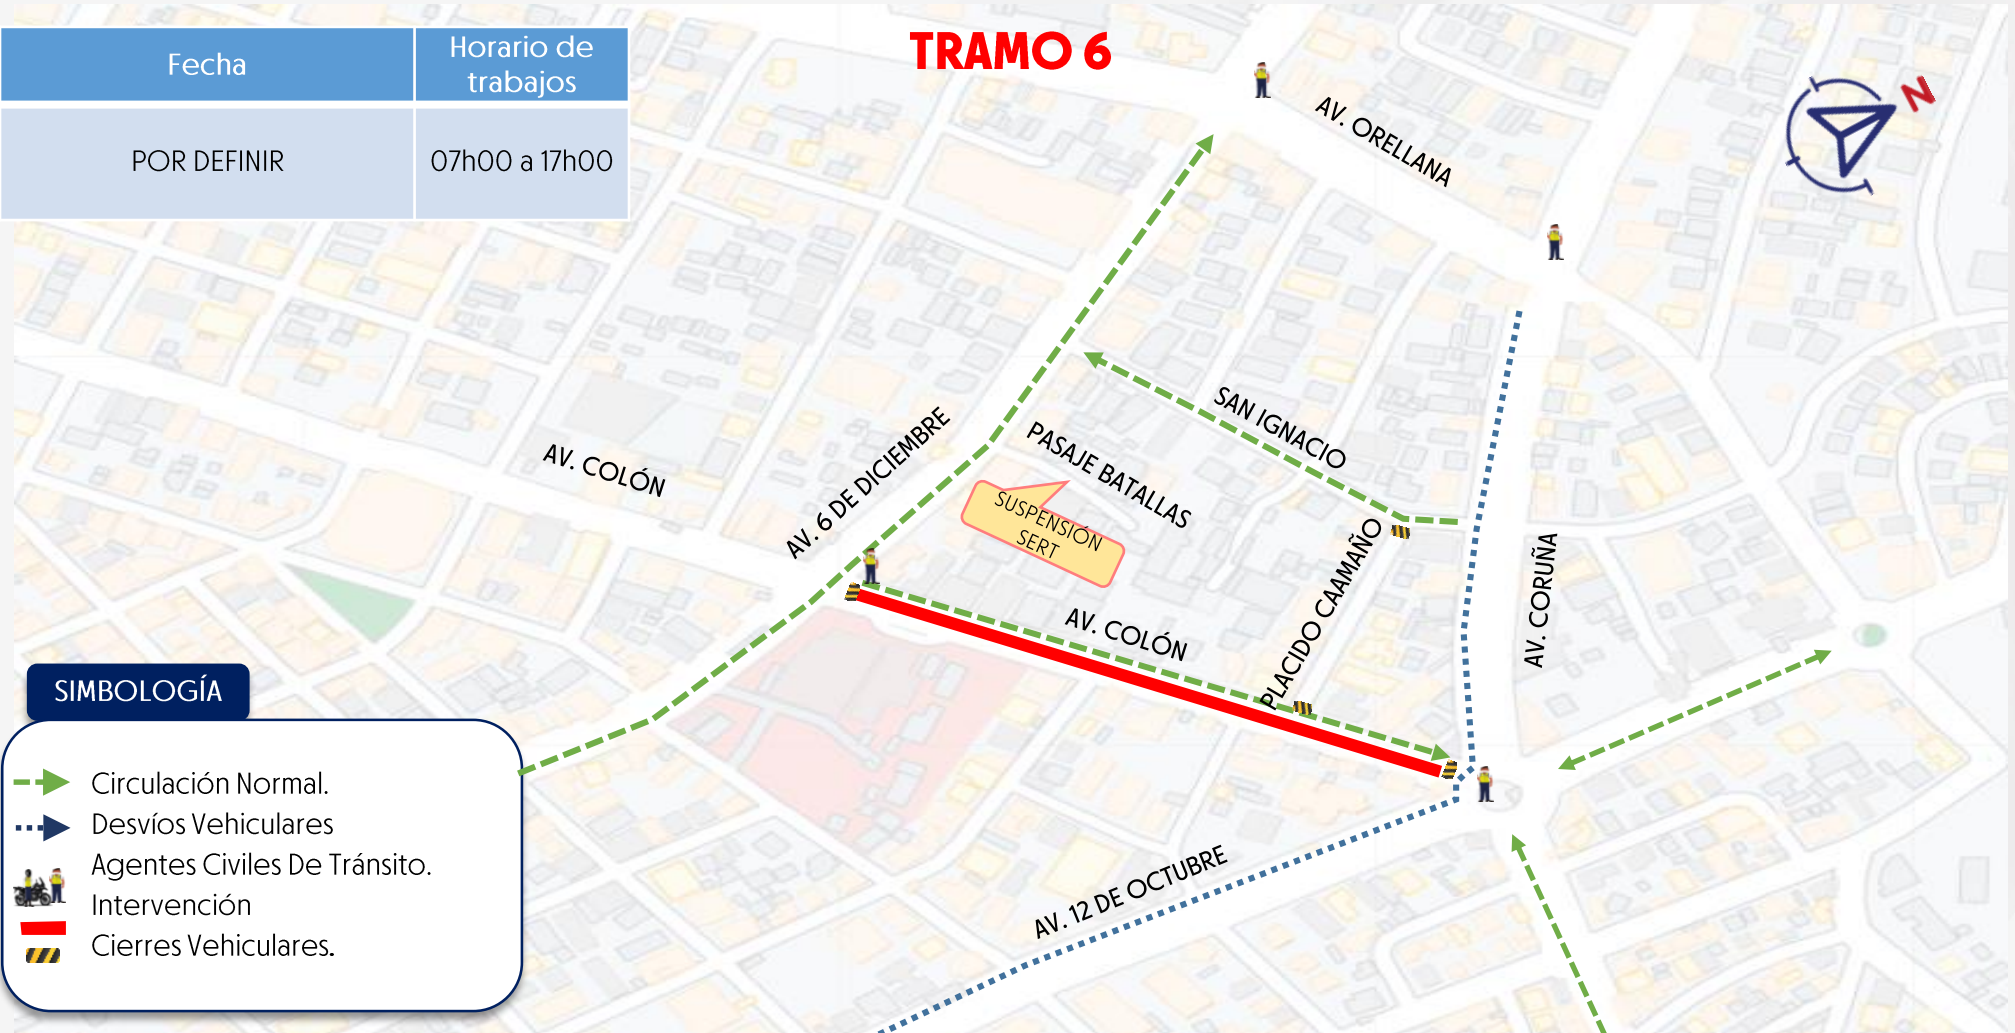 TRAMO 6
Fecha
Horario de
trabajos
POR DEFINIR
07h00 a 17h00
N
AV. ORELLANA
SAN IGNACIO
PASAJE BATALLAS
AV. COLÓN
AV. 6 DE DICIEMBRE
SUSPENSIÓN
SERT
PLACIDO CAAMAÑO
AV. CORUÑA
AV. COLÓN
AV. 12 DE OCTUBRE
SIMBOLOGÍA
Circulación Normal.
Desvíos Vehiculares
Agentes Civiles De Tránsito.
Intervención
Cierres Vehiculares.